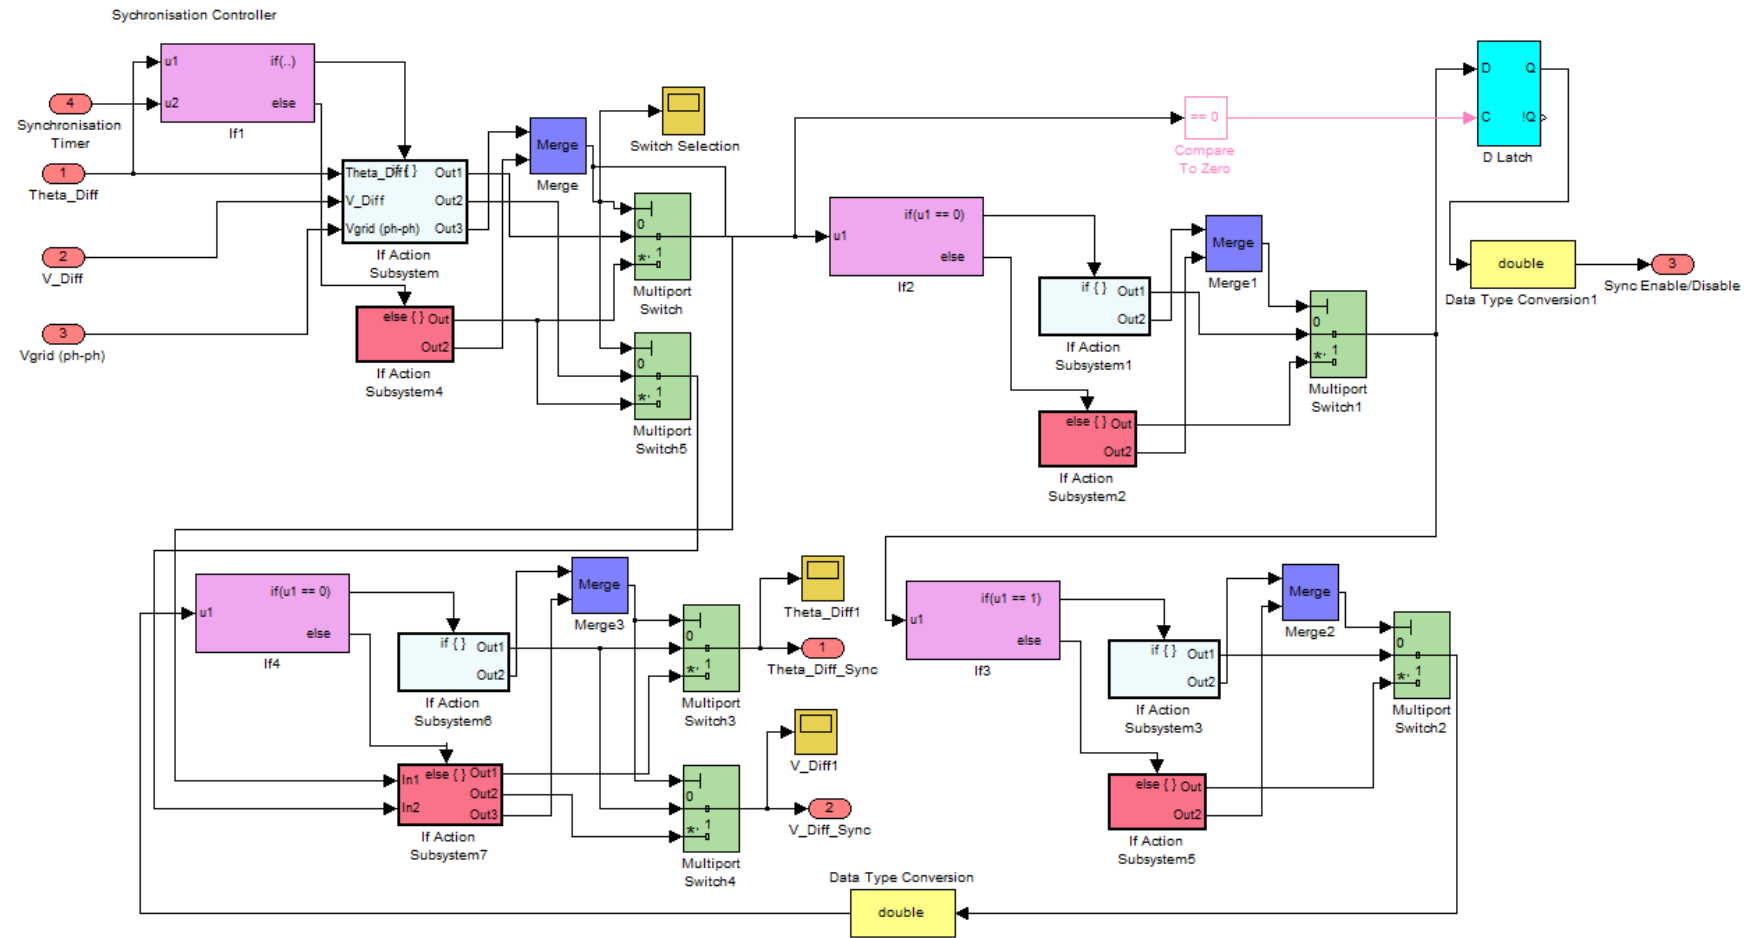 Sychronisation Controller
u1
if(..)
u2
else
If1
4
Synchronisation
Timer
1
Theta_Diff
2
V_Diff
3
Vgrid (ph-ph)
Out1
V_Diff
Out2
Vgrid (ph-ph)
Out3
If Action
Subsystem
else { }
Out
Out2
If Action
Subsystem4
Merge
Merge
Switch Selection
0
1
Multiport
Switch
0
1
Multiport
Switch5
== 0
Compare
To Zero
D
Q
C
!Q
D Latch
double
Data Type Conversion1
3
Sync Enable/Disable
u1
if(u1 == 0)
else
If2
if { }
Out1
Out2
If Action
Subsystem1
else { }
Out
Out2
If Action
Subsystem2
Merge
Merge1
0
1
Multiport
Switch1
u1
if(u1 == 0)
else
If4
if { }
Out1
Out2
If Action
Subsystem6
In1
else { }
Out1
In2
Out2
Out3
If Action
Subsystem7
Merge
Merge3
0
1
Multiport
Switch3
Theta_Diff1
1
Theta_Diff_Sync
0
1
Multiport
Switch4
V_Diff1
2
V_Diff_Sync
u1
if(u1 == 1)
else
If3
if { }
Out1
Out2
If Action
Subsystem3
else { }
Out
Out2
If Action
Subsystem5
Merge
Merge2
0
1
Multiport
Switch2
Data Type Conversion
double